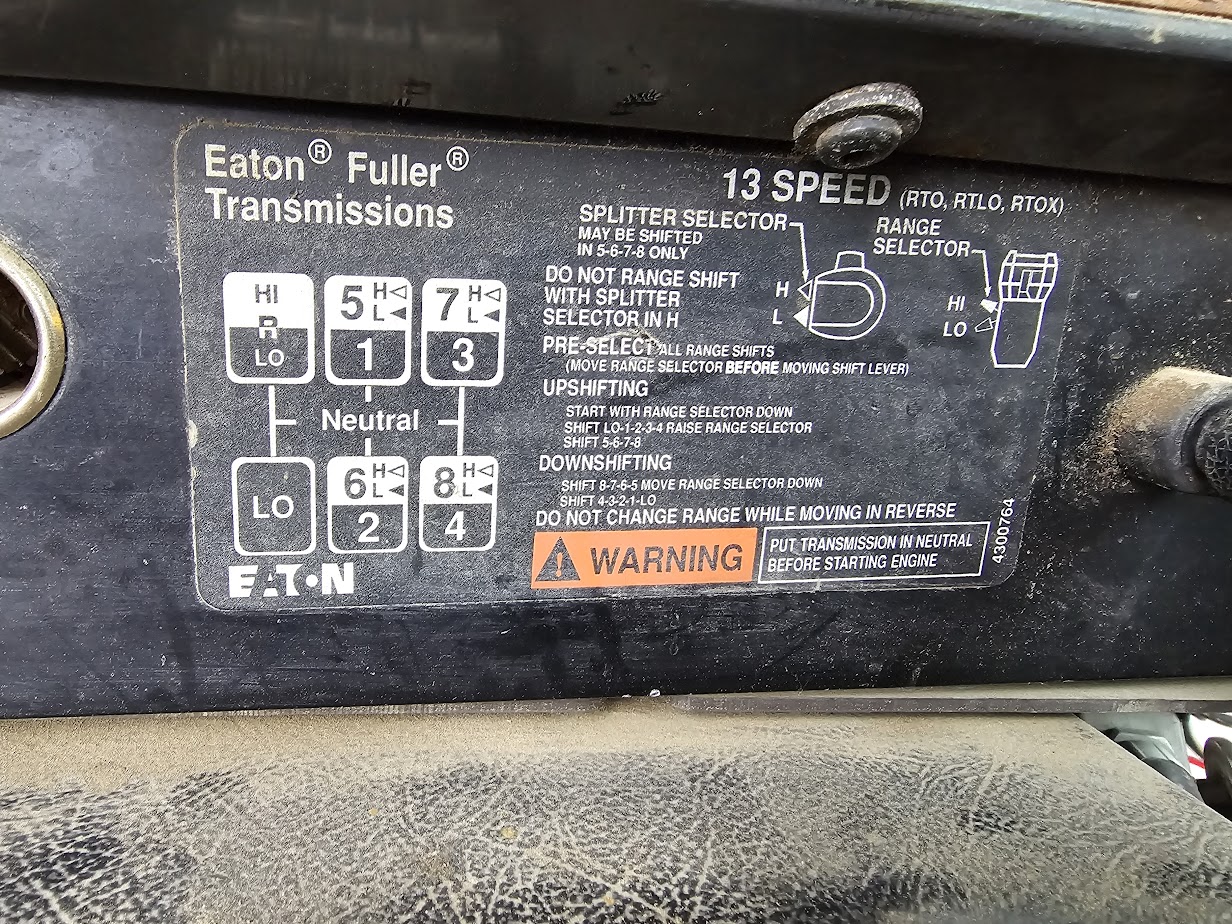 Eaton® Fuller®
Transmissions
13 SPEED (RTO, RTLO, RTOX)
SPLITTER SELECTOR
MAY BE SHIFTED
IN 5-6-7-8 ONLY
RANGE
SELECTOR
DO NOT RANGE SHIFT
WITH SPLITTER
SELECTOR IN H
H
L
HI
LO
PRE-SELECT ALL RANGE SHIFTS
(MOVE RANGE SELECTOR BEFORE MOVING SHIFT LEVER)
UPSHIFTING
START WITH RANGE SELECTOR DOWN
SHIFT LO-1-2-3-4 RAISE RANGE SELECTOR
SHIFT 5-6-7-8
DOWNSHIFTING
SHIFT 8-7-6-5 MOVE RANGE SELECTOR DOWN
SHIFT 4-3-2-1-LO
DO NOT CHANGE RANGE WHILE MOVING IN REVERSE
WARNING
PUT TRANSMISSION IN NEUTRAL
BEFORE STARTING ENGINE
4300764
HI
R
LO
5 H
L
1
7 H
L
3
Neutral
LO
6 H
L
2
8 H
L
4
EATON